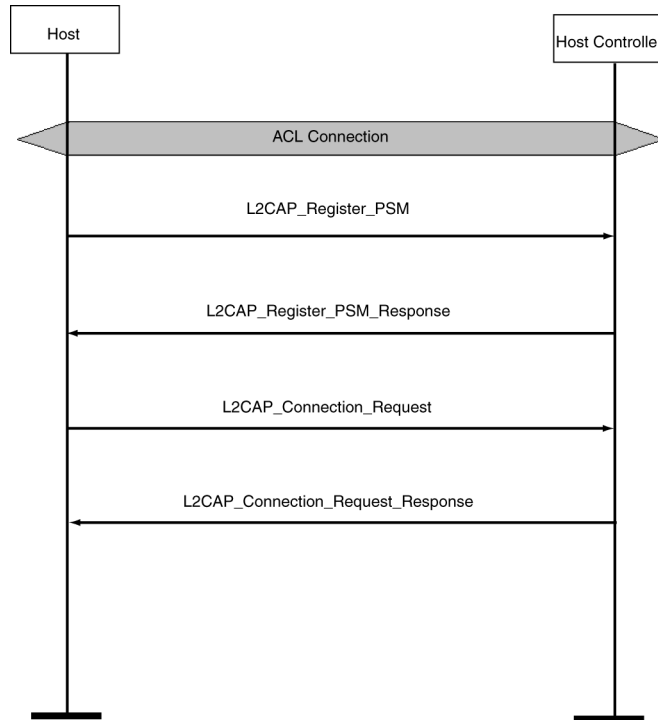 Host
Host Controlle
ACL Connection
L2CAP_Register_PSM
L2CAP_Register_PSM_Response
L2CAP_Connection_Request
L2CAP_Connection_Request_Response